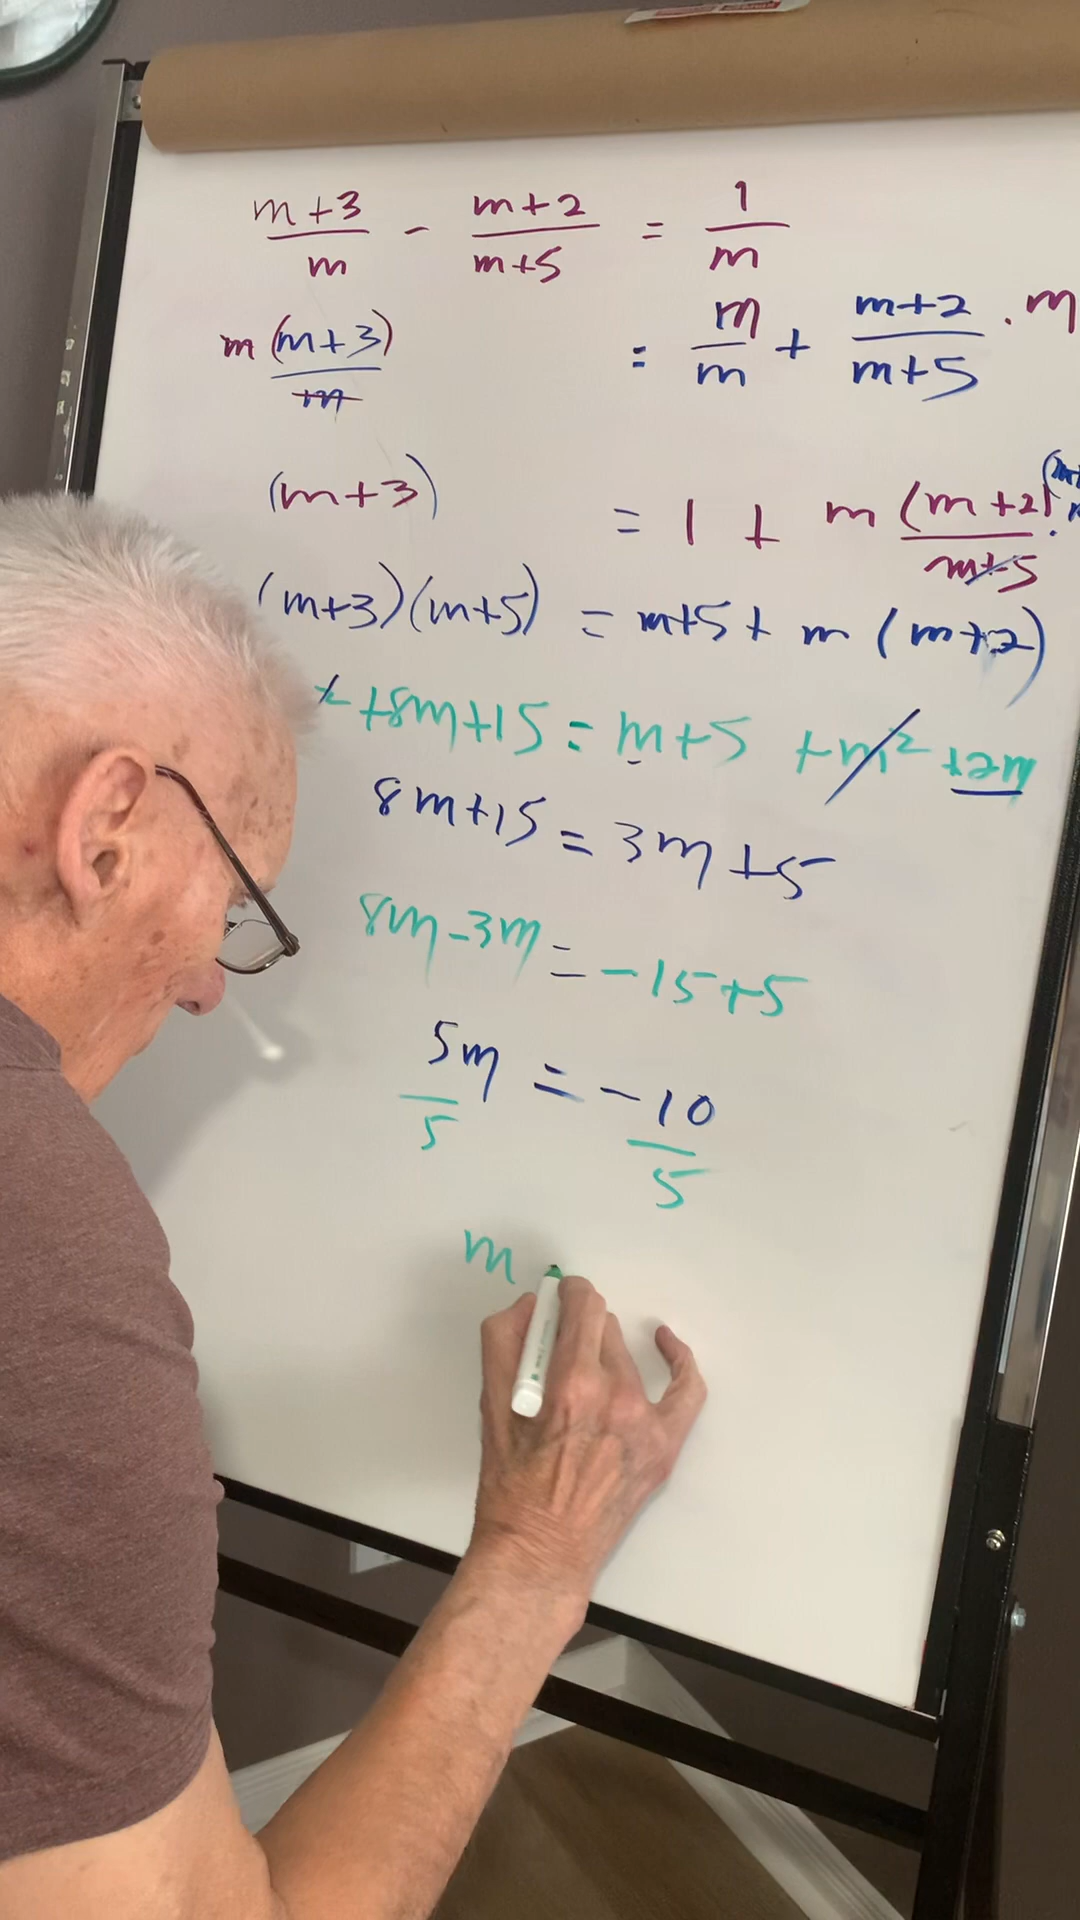 m+3/m - m+2/m+5 = 1/m
m(m+3)/m = m/m + m+2/m+5 . m
(m+3) = 1 + m(m+2)/m+5 .
(m+3)(m+5) = m+5+ m(m+2)
+8m+15 = m+5 +m² +2m
8m+15 = 3m+5
8m-3m = -15+5
5m/5 = -10/5
m